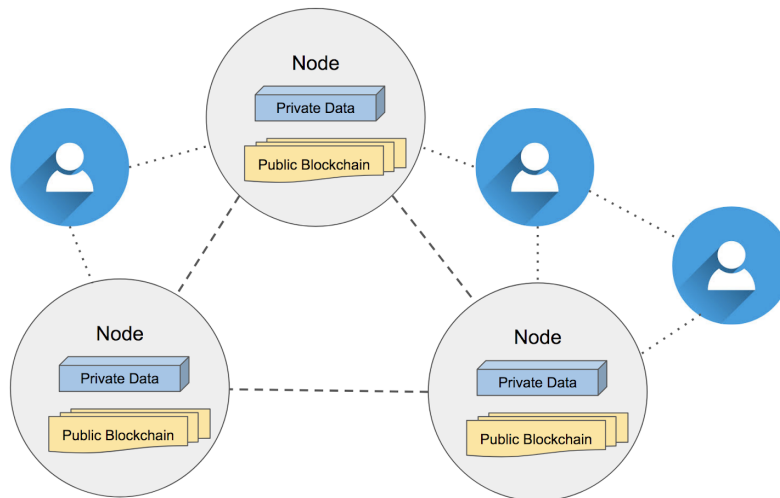 Node
Private Data
Public Blockchain
Node
Private Data
Public Blockchain
Node
Private Data
Public Blockchain